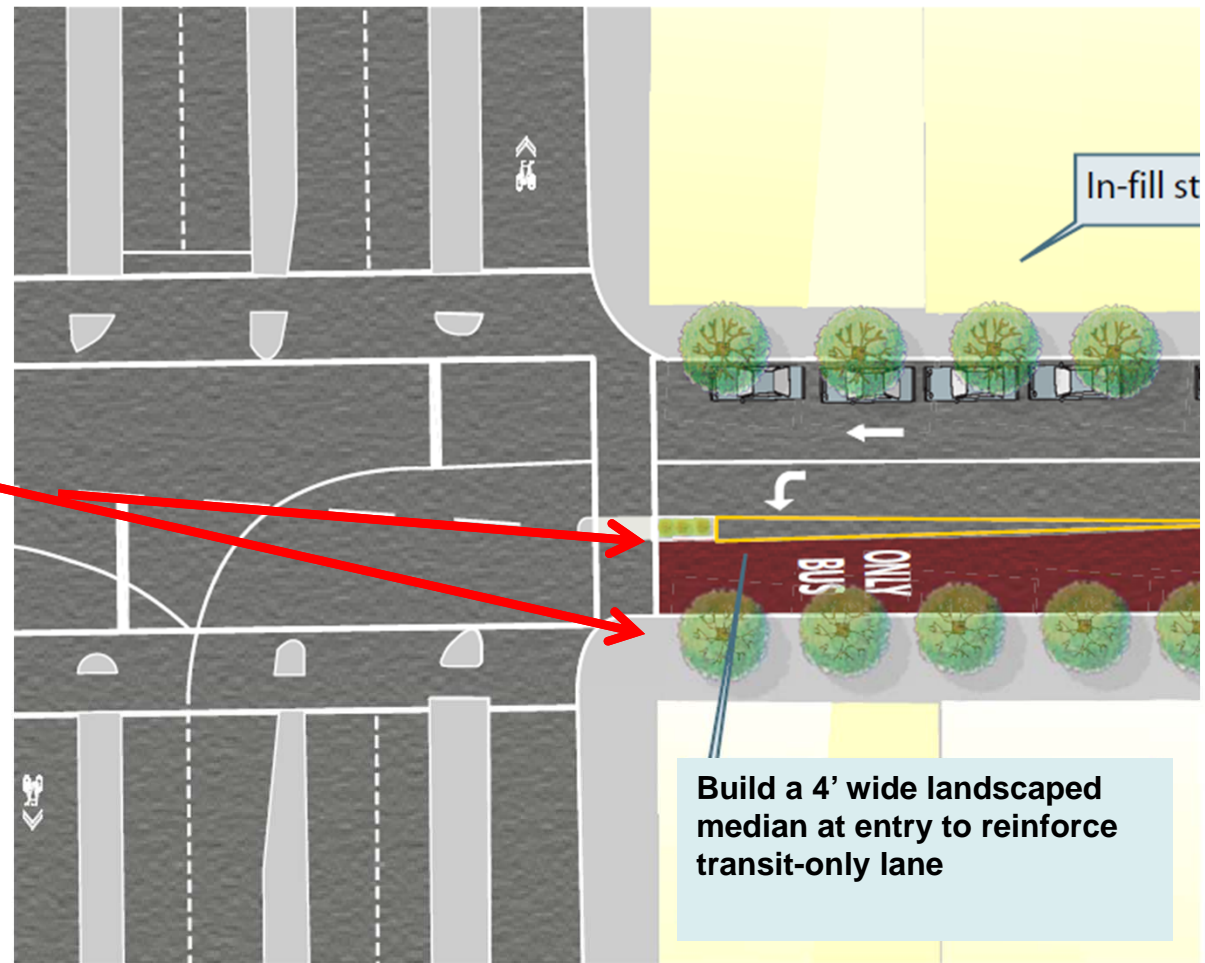 In-fill st
ONLY
BUS
Build a 4’ wide landscaped
median at entry to reinforce
transit-only lane